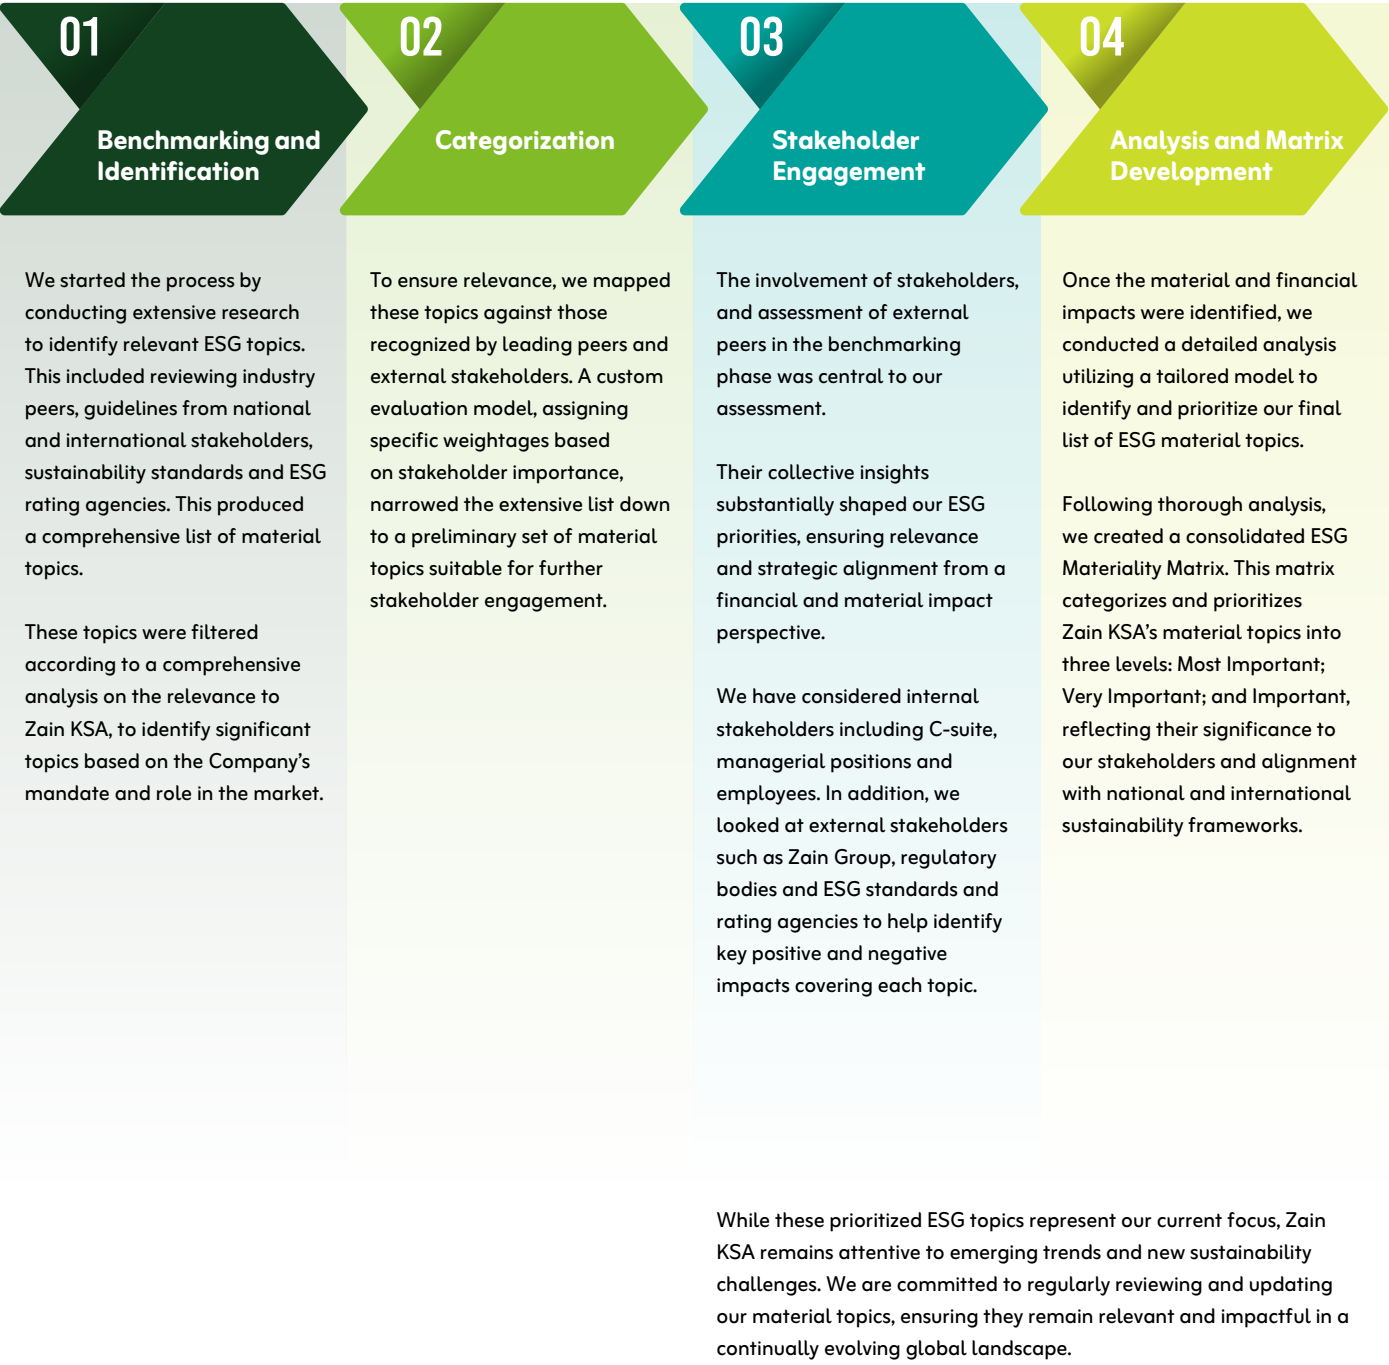 01
Benchmarking and
Identification
We started the process by
conducting extensive research
to identify relevant ESG topics.
This included reviewing industry
peers, guidelines from national
and international stakeholders,
sustainability standards and ESG
rating agencies. This produced
a comprehensive list of material
topics.
These topics were filtered
according to a comprehensive
analysis on the relevance to
Zain KSA, to identify significant
topics based on the Company’s
mandate and role in the market.
02
Categorization
To ensure relevance, we mapped
these topics against those
recognized by leading peers and
external stakeholders. A custom
evaluation model, assigning
specific weightages based
on stakeholder importance,
narrowed the extensive list down
to a preliminary set of material
topics suitable for further
stakeholder engagement.
03
Stakeholder
Engagement
The involvement of stakeholders,
and assessment of external
peers in the benchmarking
phase was central to our
assessment.
Their collective insights
substantially shaped our ESG
priorities, ensuring relevance
and strategic alignment from a
financial and material impact
perspective.
We have considered internal
stakeholders including C-suite,
managerial positions and
employees. In addition, we
looked at external stakeholders
such as Zain Group, regulatory
bodies and ESG standards and
rating agencies to help identify
key positive and negative
impacts covering each topic.
04
Analysis and Matrix
Development
Once the material and financial
impacts were identified, we
conducted a detailed analysis
utilizing a tailored model to
identify and prioritize our final
list of ESG material topics.
Following thorough analysis,
we created a consolidated ESG
Materiality Matrix. This matrix
categorizes and prioritizes
Zain KSA’s material topics into
three levels: Most Important;
Very Important; and Important,
reflecting their significance to
our stakeholders and alignment
with national and international
sustainability frameworks.
While these prioritized ESG topics represent our current focus, Zain
KSA remains attentive to emerging trends and new sustainability
challenges. We are committed to regularly reviewing and updating
our material topics, ensuring they remain relevant and impactful in a
continually evolving global landscape.